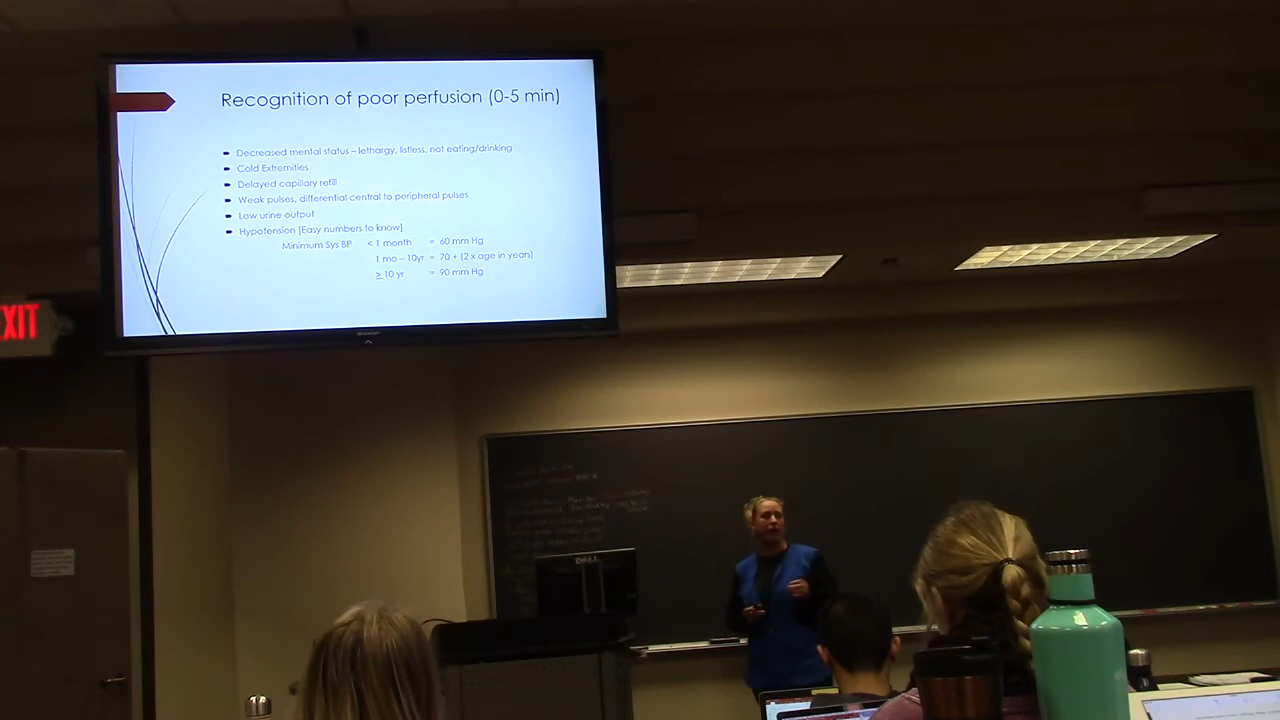 Recognition of poor perfusion (0-5 min)
Decreased mental status – lethargy, listless, not eating/drinking
Cold Extremities
Delayed capillary refill
Weak pulses, differential central to peripheral pulses
Low urine output
Hypotension [Easy numbers to know]
Minimum Sys BP < 1 month = 60 mm Hg
1 mo – 10yr = 70 + (2 x age in years)
≥ 10 yr = 90 mm Hg
SHARP
EXIT
DELL